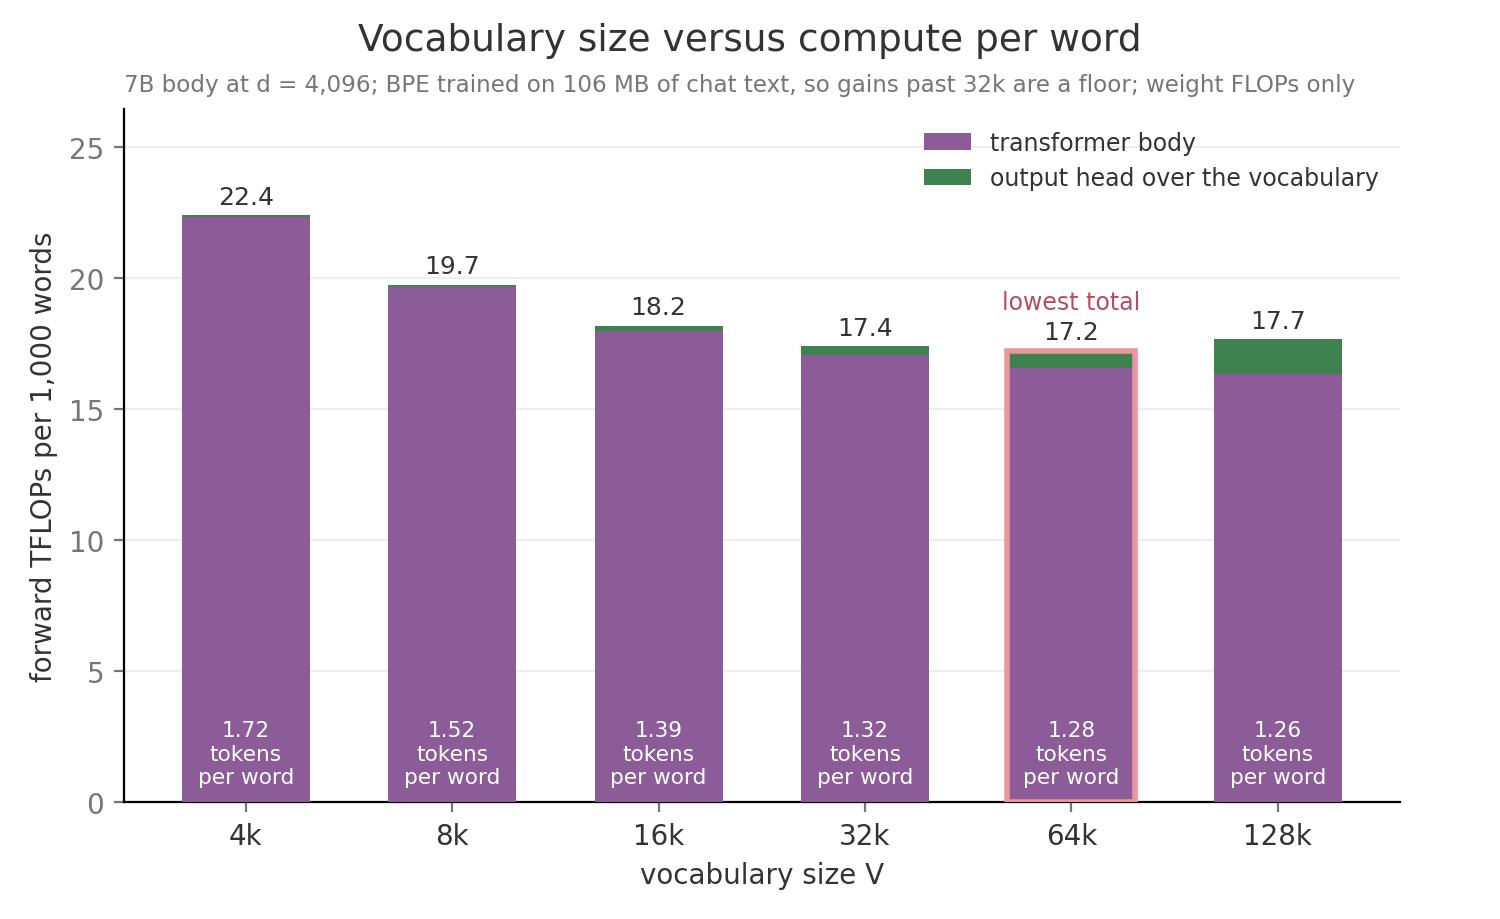 Vocabulary size versus compute per word
7B body at d = 4,096; BPE trained on 106 MB of chat text, so gains past 32k are a floor; weight FLOPs only
transformer body
output head over the vocabulary
forward TFLOPs per 1,000 words
25
20
15
10
5
0
22.4
19.7
18.2
17.4
lowest total
17.2
17.7
1.72
tokens
per word
1.52
tokens
per word
1.39
tokens
per word
1.32
tokens
per word
1.28
tokens
per word
1.26
tokens
per word
4k
8k
16k
32k
64k
128k
vocabulary size V